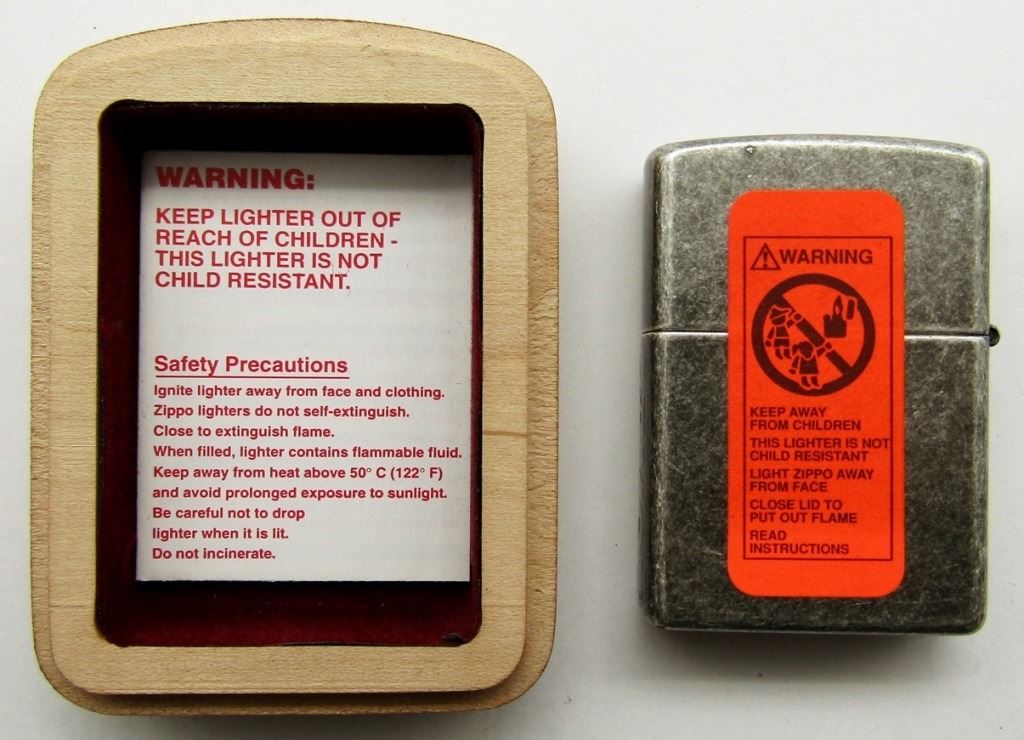 WARNING:
KEEP LIGHTER OUT OF
REACH OF CHILDREN -
THIS LIGHTER IS NOT
CHILD RESISTANT.
Safety Precautions
Ignite lighter away from face and clothing.
Zippo lighters do not self-extinguish.
Close to extinguish flame.
When filled, lighter contains flammable fluid.
Keep away from heat above 50° C (122° F)
and avoid prolonged exposure to sunlight.
Be careful not to drop
lighter when it is lit.
Do not incinerate.
WARNING
KEEP AWAY
FROM CHILDREN
THIS LIGHTER IS NOT
CHILD RESISTANT
LIGHT ZIPPO AWAY
FROM FACE
CLOSE LID TO
PUT OUT FLAME
READ
INSTRUCTIONS